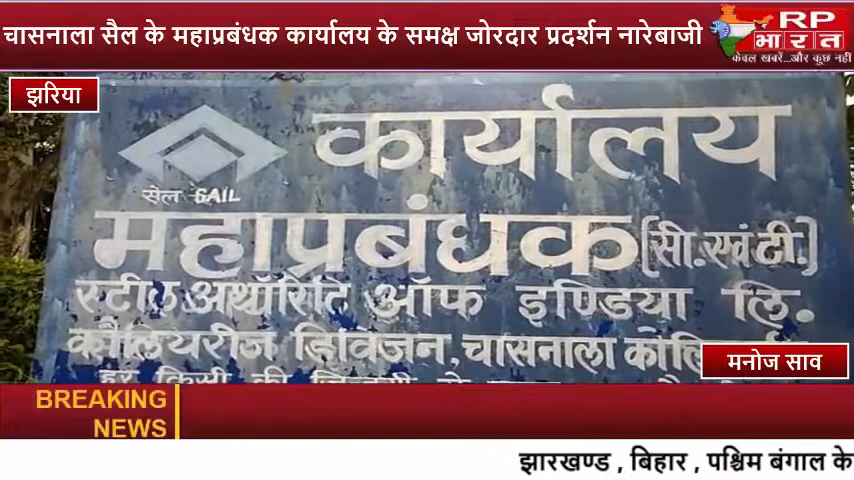 चासनाला सैल के महाप्रबंधक कार्यालय के समक्ष जोरदार प्रदर्शन नारेबाजी
RP
भारत
केवल खबरें...और कुछ नहीं
झरिया
कार्यालय
सेल SAIL
महाप्रबंधक (सी.एवं टी.)
स्टील अथॉरिटि ऑफ इण्डिया लि.
कौलियरीज डिविजन, चासनाला
मनोज साव
BREAKING
NEWS
झारखण्ड , बिहार , पश्चिम बंगाल के